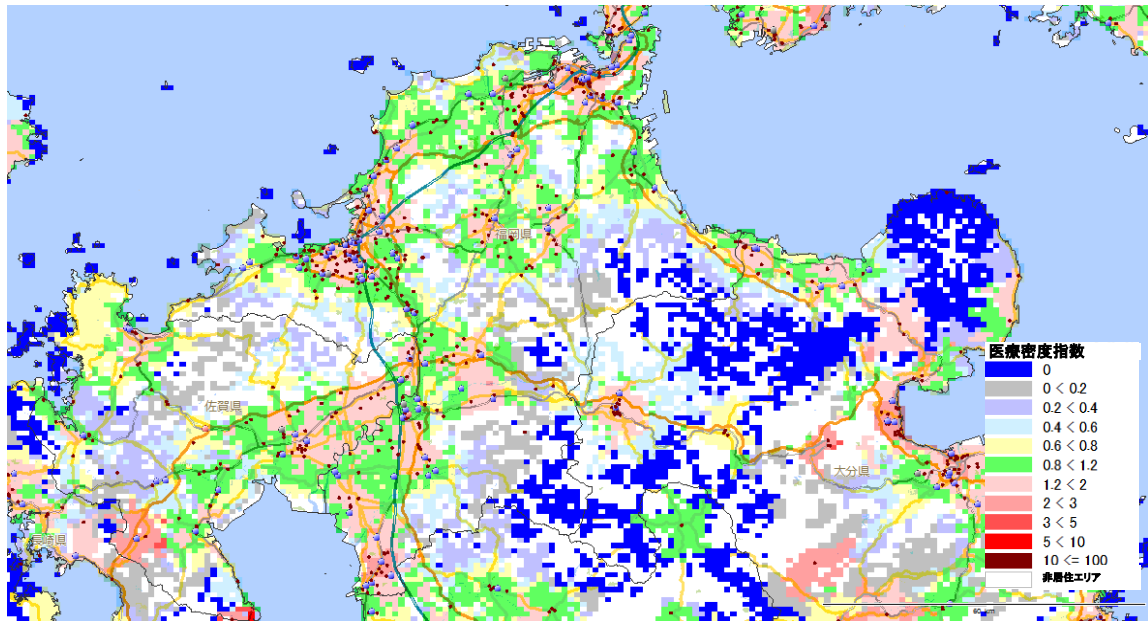 福岡県
佐賀県
大分県
長崎県
医療密度指数
0
0 < 0.2
0.2 < 0.4
0.4 < 0.6
0.6 < 0.8
0.8 < 1.2
1.2 < 2
2 < 3
3 < 5
5 < 10
10 <= 100
非居住エリア